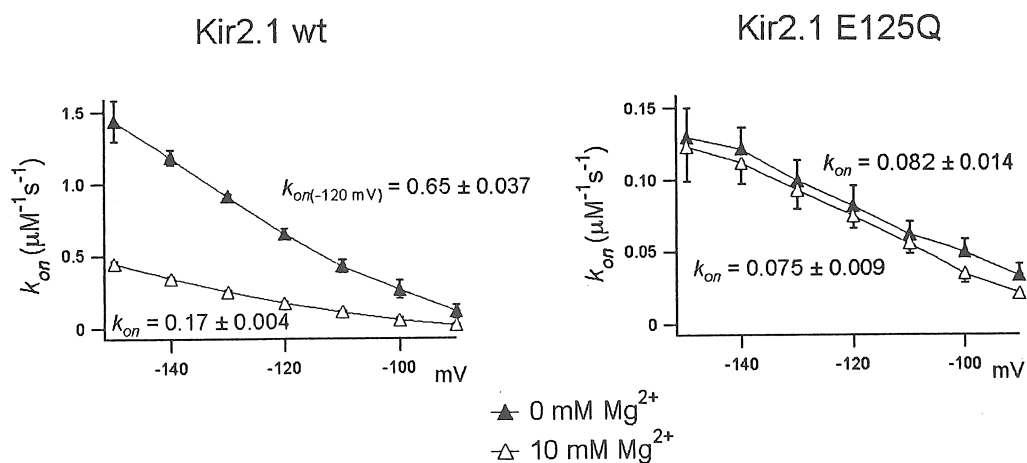 Kir2.1 wt
Kir2.1 E125Q
1.5
1.0
0.5
0
k_on (μM⁻¹s⁻¹)
k_on(-120 mV) = 0.65 ± 0.037
k_on = 0.17 ± 0.004
-140
-120
-100
mV
0.15
0.10
0.05
0
k_on (μM⁻¹s⁻¹)
k_on = 0.082 ± 0.014
k_on = 0.075 ± 0.009
-140
-120
-100
mV
0 mM Mg²⁺
10 mM Mg²⁺